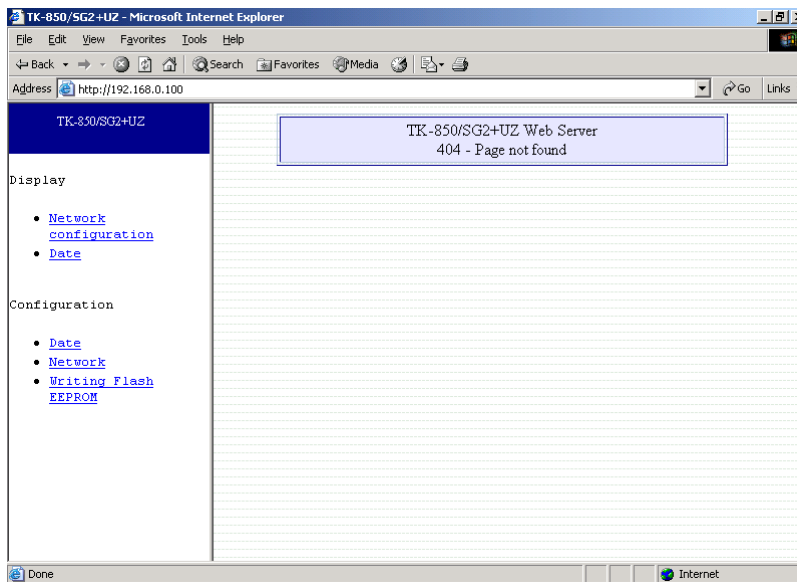 TK-850/SG2+UZ - Microsoft Internet Explorer
File Edit View Favorites Tools Help
Back Search Favorites Media
Address http://192.168.0.100 Go Links
TK-850/SG2+UZ
Display
Network
configuration
Date
Configuration
Date
Network
Writing Flash
EEPROM
TK-850/SG2+UZ Web Server
404 - Page not found
Done Internet